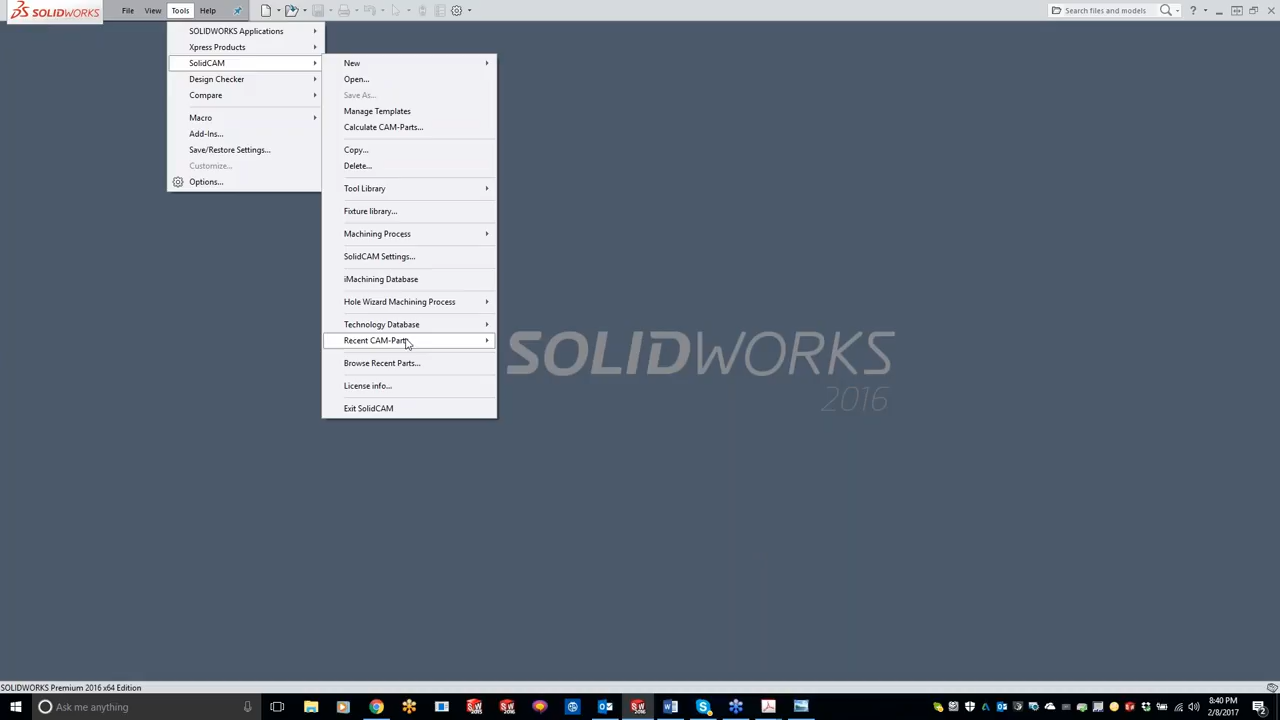 SOLIDWORKS File View Tools Help Search files and models ?
SOLIDWORKS Applications
Xpress Products
SolidCAM
Design Checker
Compare
Macro
Add-Ins...
Save/Restore Settings...
Customize...
Options...
New
Open...
Save As...
Manage Templates
Calculate CAM-Parts...
Copy...
Delete...
Tool Library
Fixture library...
Machining Process
SolidCAM Settings...
iMachining Database
Hole Wizard Machining Process
Technology Database
Recent CAM-Parts
Browse Recent Parts...
License info...
Exit SolidCAM
SOLIDWORKS
2016
SOLIDWORKS Premium 2016 x64 Edition
Ask me anything
8:40 PM
2/8/2017